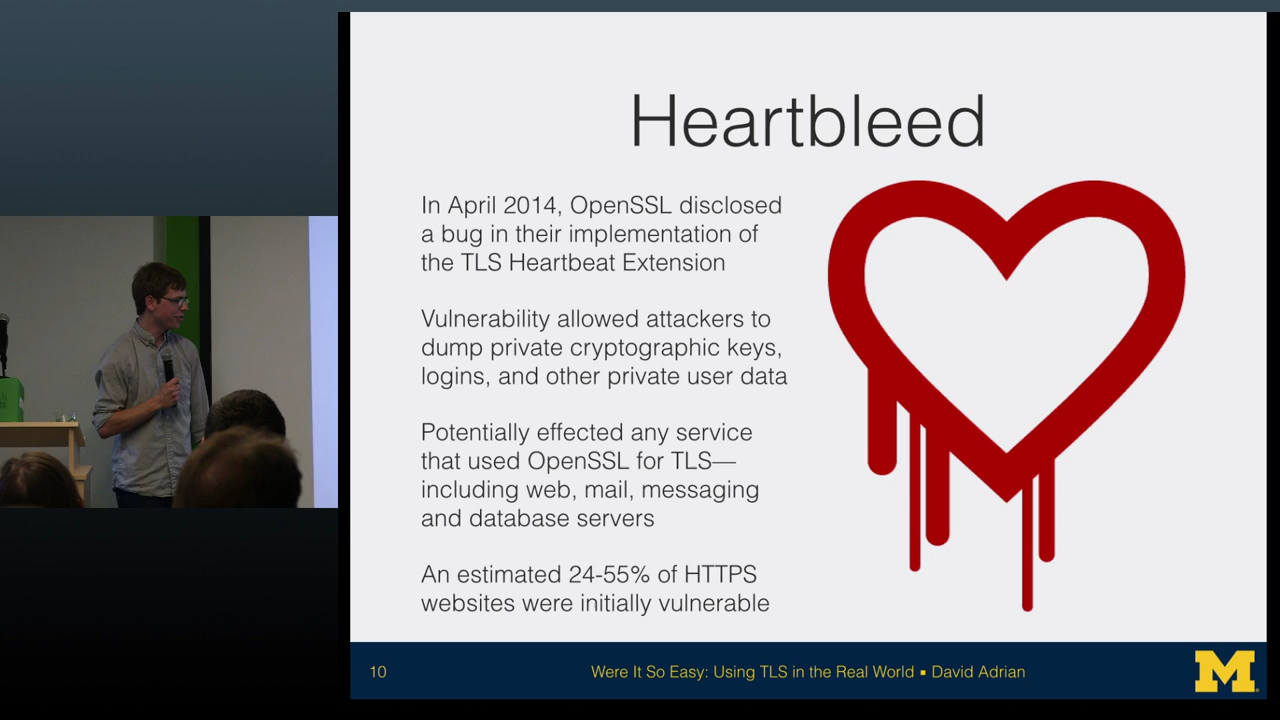 Heartbleed
In April 2014, OpenSSL disclosed
a bug in their implementation of
the TLS Heartbeat Extension
Vulnerability allowed attackers to
dump private cryptographic keys,
logins, and other private user data
Potentially effected any service
that used OpenSSL for TLS—
including web, mail, messaging
and database servers
An estimated 24-55% of HTTPS
websites were initially vulnerable
10
Were It So Easy: Using TLS in the Real World ▪ David Adrian
M